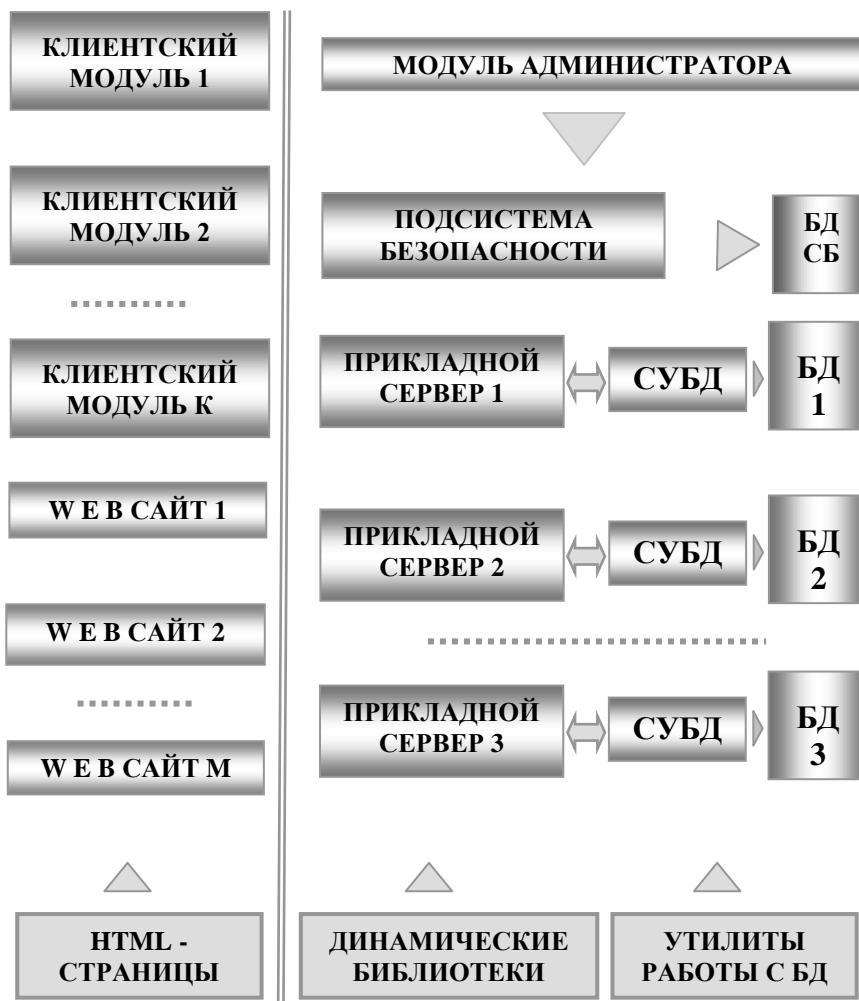 КЛИЕНТСКИЙ
МОДУЛЬ 1
КЛИЕНТСКИЙ
МОДУЛЬ 2
КЛИЕНТСКИЙ
МОДУЛЬ К
W E B САЙТ 1
W E B САЙТ 2
W E B САЙТ М
HTML -
СТРАНИЦЫ
МОДУЛЬ АДМИНИСТРАТОРА
ПОДСИСТЕМА
БЕЗОПАСНОСТИ
БД
СБ
ПРИКЛАДНОЙ
СЕРВЕР 1
СУБД
БД
1
ПРИКЛАДНОЙ
СЕРВЕР 2
СУБД
БД
2
ПРИКЛАДНОЙ
СЕРВЕР 3
СУБД
БД
3
ДИНАМИЧЕСКИЕ
БИБЛИОТЕКИ
УТИЛИТЫ
РАБОТЫ С БД